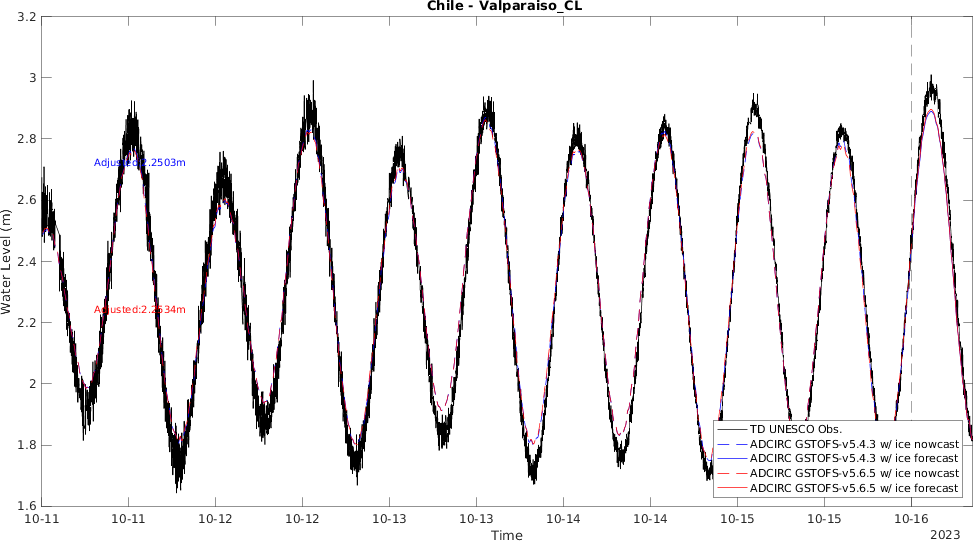 Chile - Valparaiso_CL
3.2
3
2.8
2.6
2.4
2.2
2
1.8
1.6
Water Level (m)
Adjusted:2.2503m
Adjusted:2.2634m
TD UNESCO Obs.
ADCIRC GSTOFS-v5.4.3 w/ ice nowcast
ADCIRC GSTOFS-v5.4.3 w/ ice forecast
ADCIRC GSTOFS-v5.6.5 w/ ice nowcast
ADCIRC GSTOFS-v5.6.5 w/ ice forecast
10-11 10-11 10-12 10-12 10-13 10-13 10-14 10-14 10-15 10-15 10-16
Time
2023